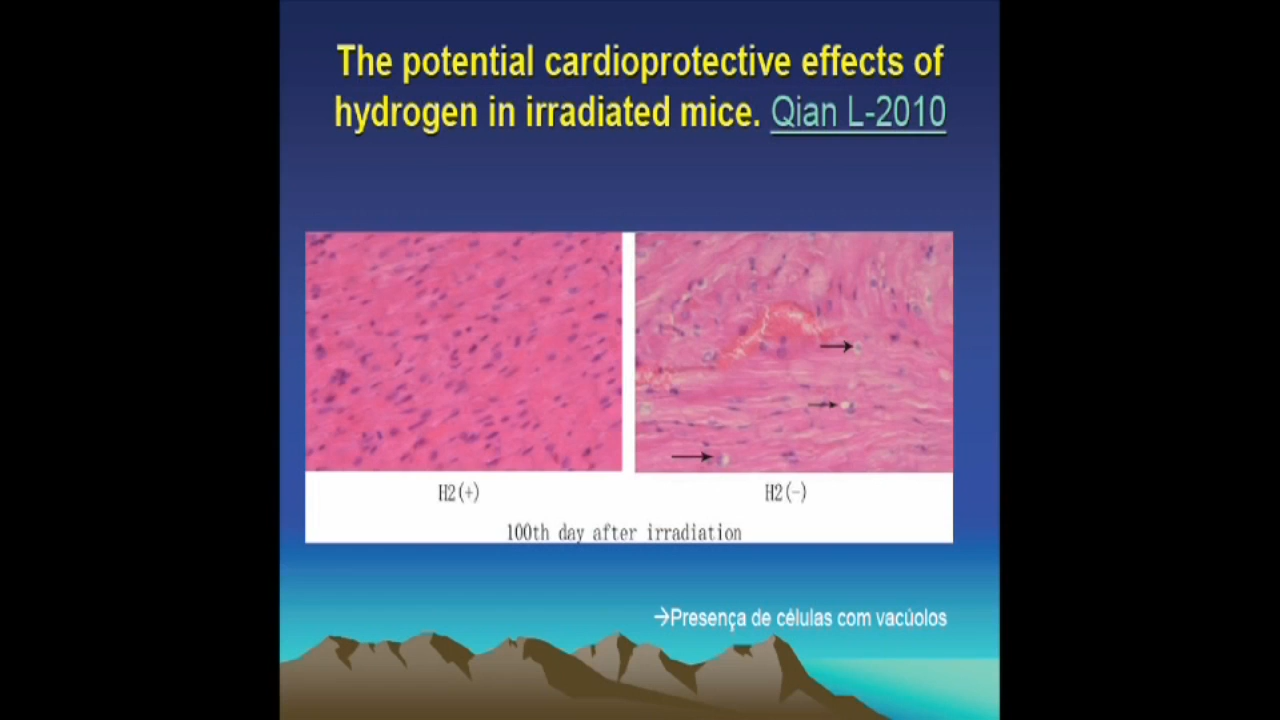 The potential cardioprotective effects of
hydrogen in irradiated mice. Qian L-2010
H2(+)
H2(-)
100th day after irradiation
→Presença de células com vacúolos